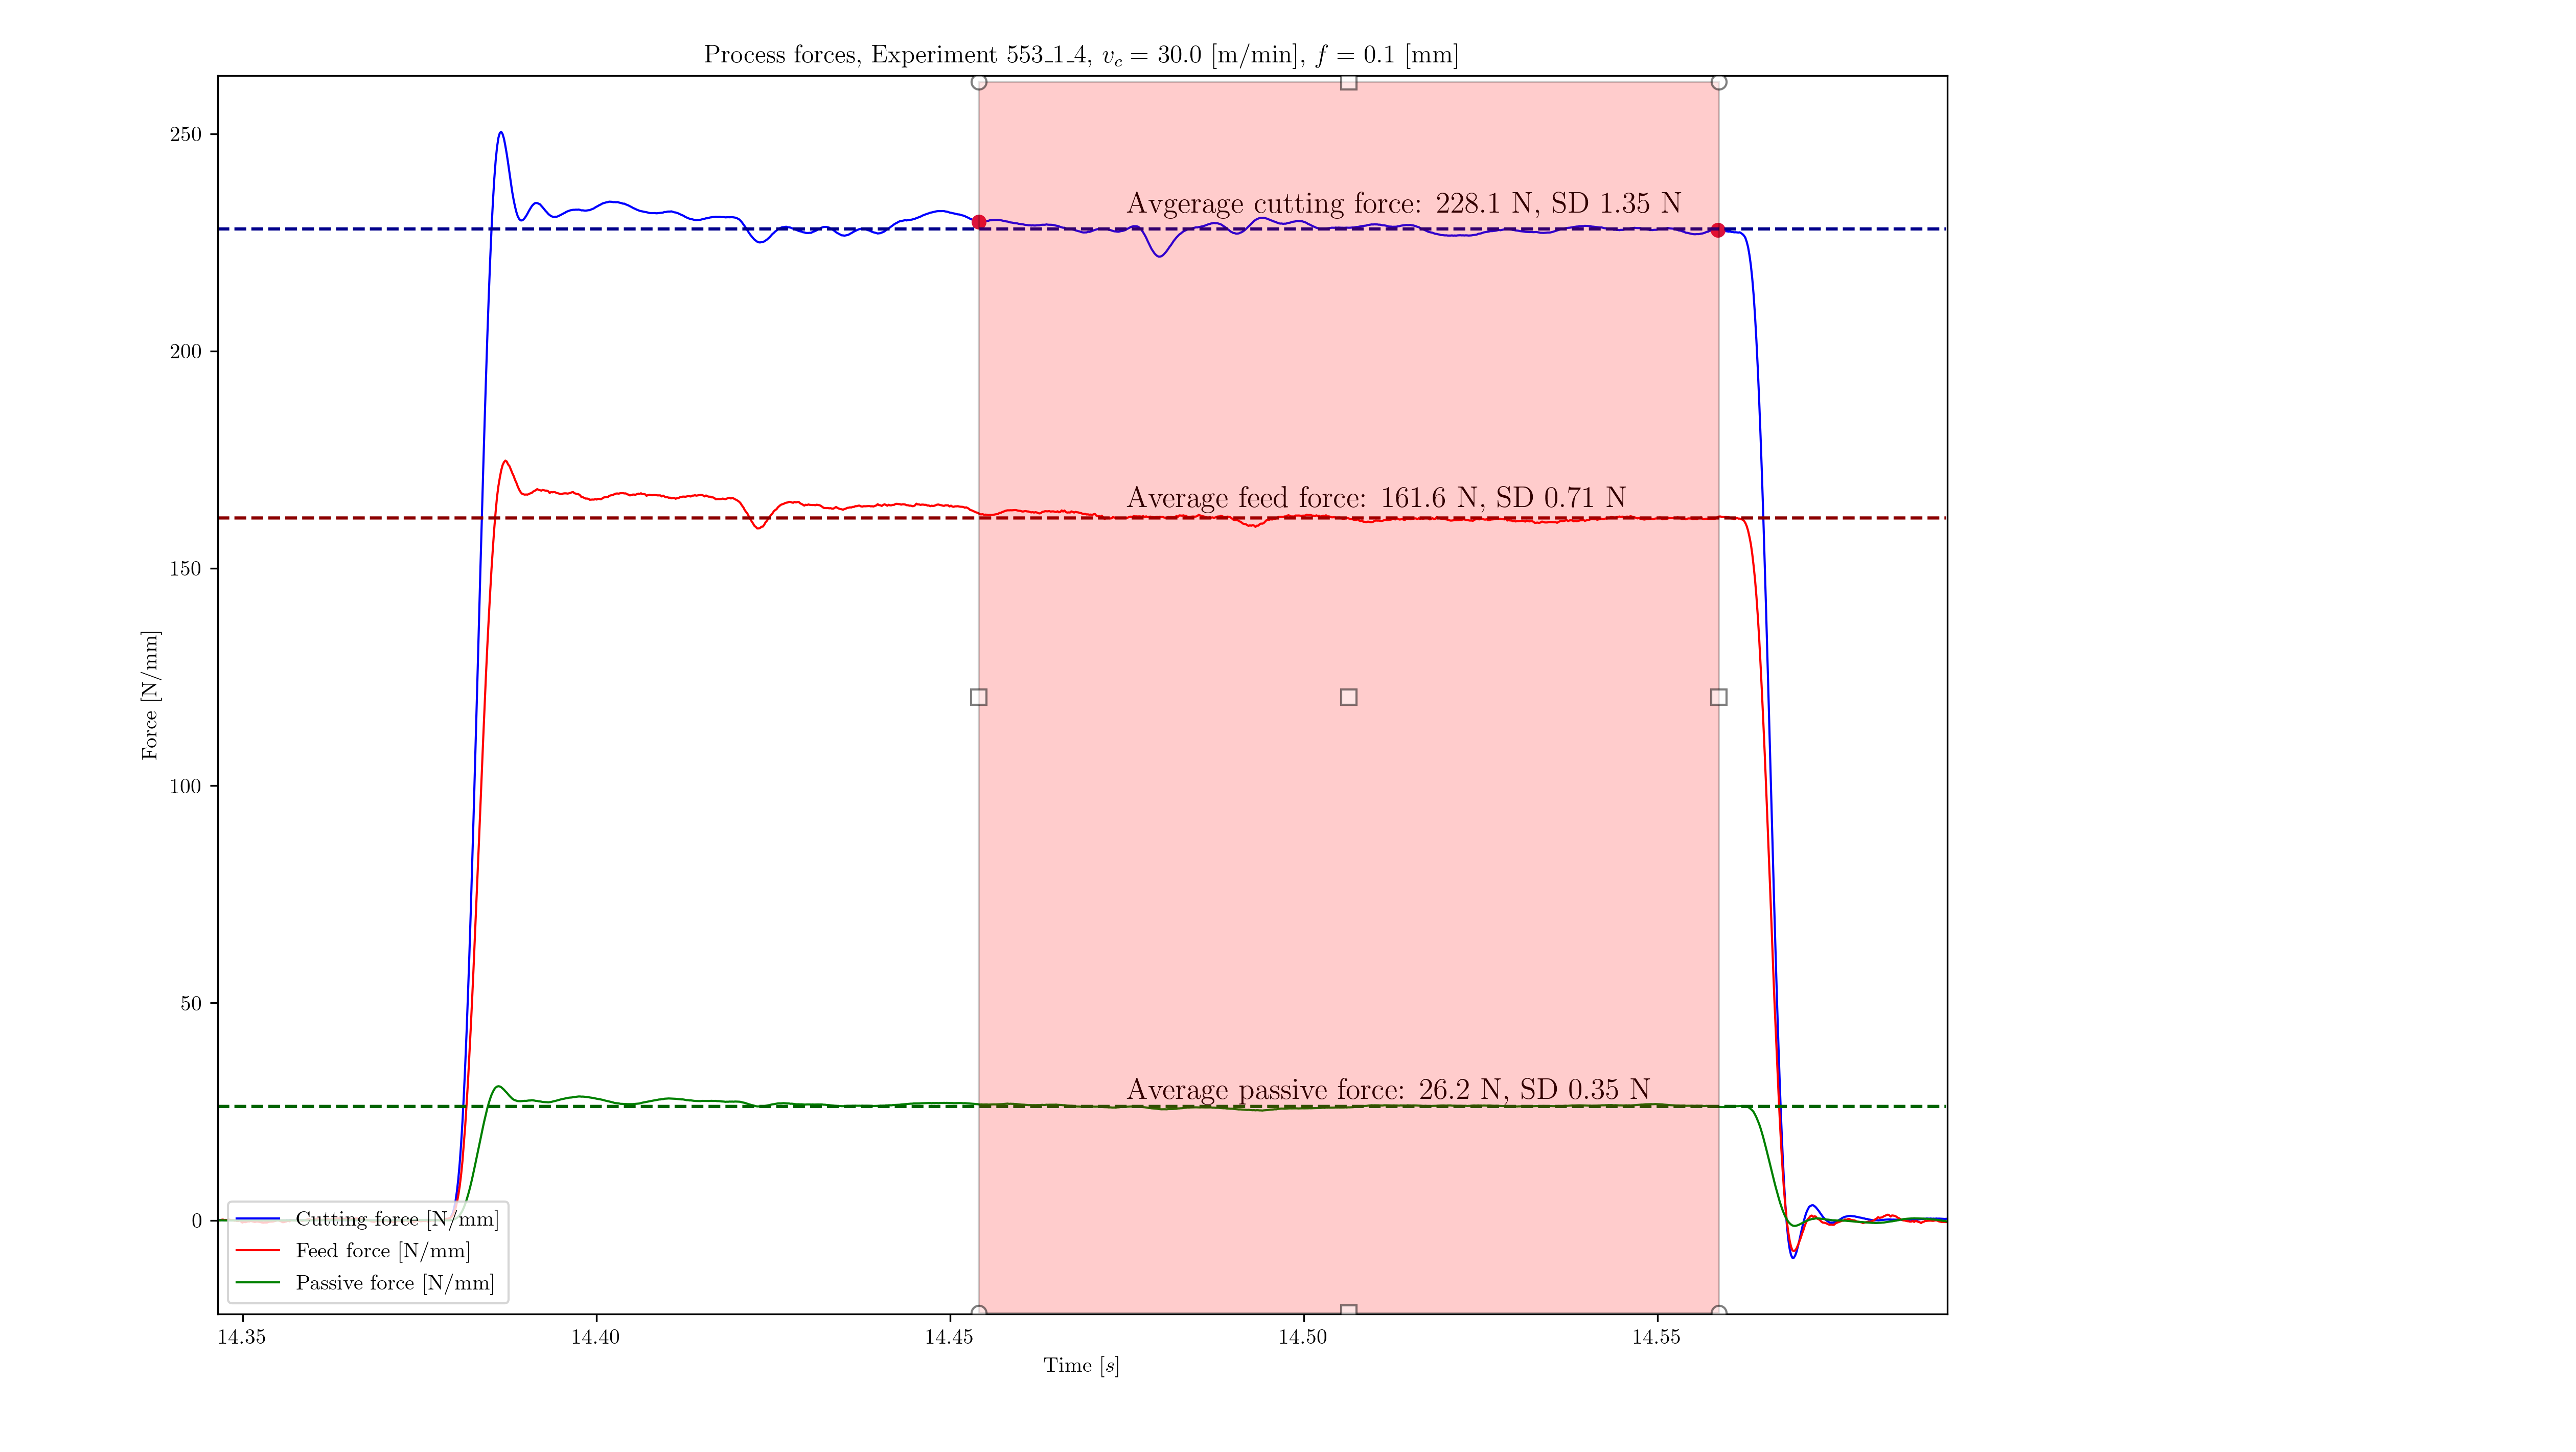 Process forces, Experiment 553_1_4, v_c = 30.0 [m/min], f = 0.1 [mm]
250
200
150
100
50
0
Force [N/mm]
Avgerage cutting force: 228.1 N, SD 1.35 N
Average feed force: 161.6 N, SD 0.71 N
Average passive force: 26.2 N, SD 0.35 N
Cutting force [N/mm]
Feed force [N/mm]
Passive force [N/mm]
14.35 14.40 14.45 14.50 14.55
Time [s]